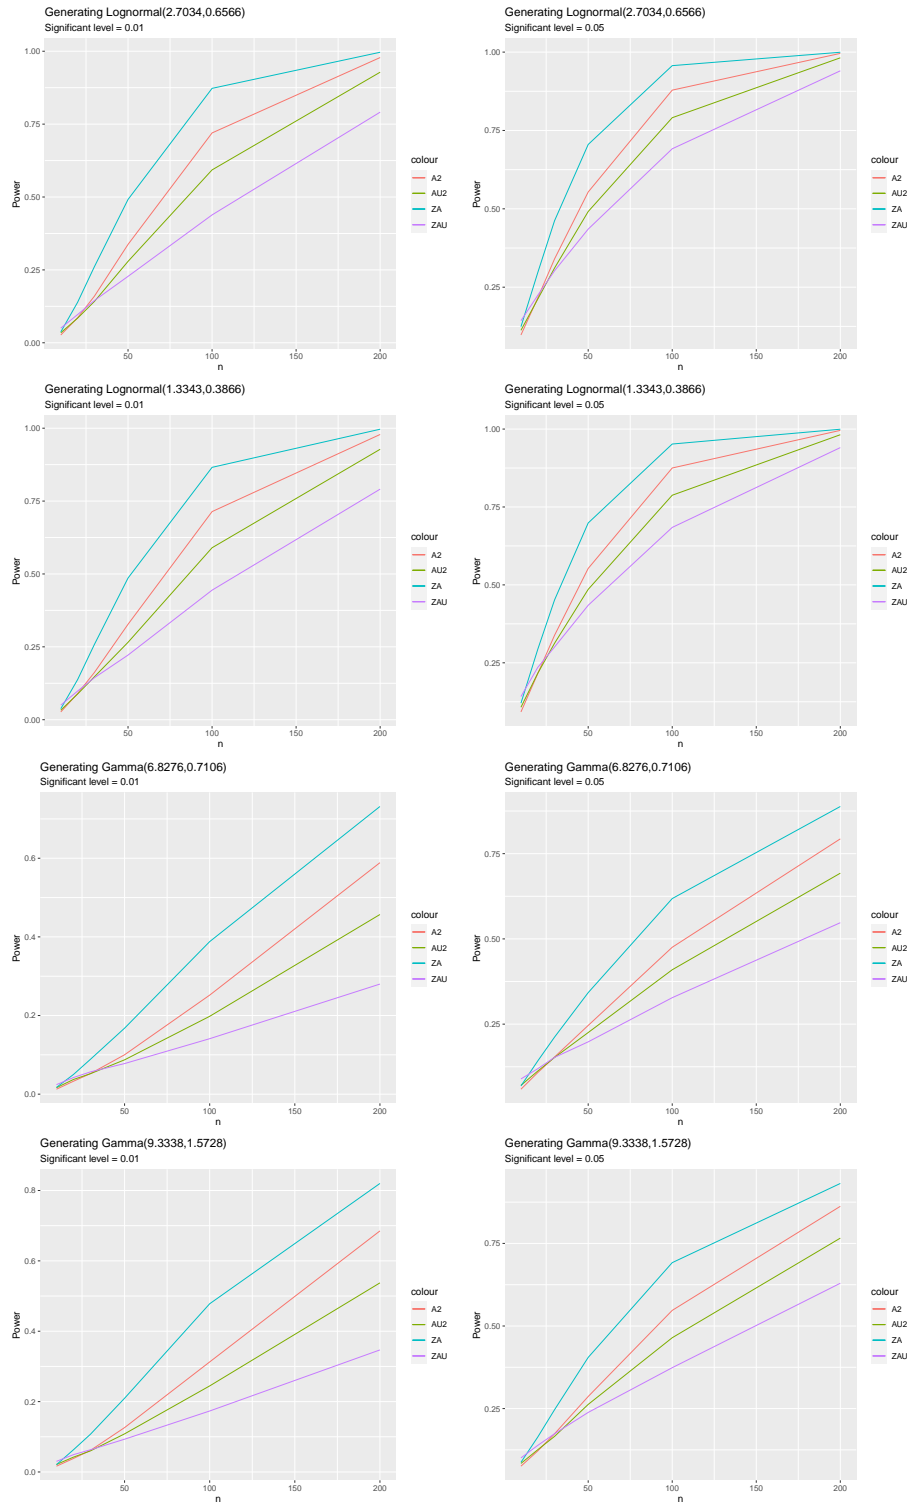 Generating Lognormal(2.7034,0.6566)
Significant level = 0.01
1.00
0.75
0.50
0.25
0.00
Power
50
100
150
200
n
colour
A2
AU2
ZA
ZAU
Generating Lognormal(2.7034,0.6566)
Significant level = 0.05
1.00
0.75
0.50
0.25
Power
50
100
150
200
n
colour
A2
AU2
ZA
ZAU
Generating Lognormal(1.3343,0.3866)
Significant level = 0.01
1.00
0.75
0.50
0.25
0.00
Power
50
100
150
200
n
colour
A2
AU2
ZA
ZAU
Generating Lognormal(1.3343,0.3866)
Significant level = 0.05
1.00
0.75
0.50
0.25
Power
50
100
150
200
n
colour
A2
AU2
ZA
ZAU
Generating Gamma(6.8276,0.7106)
Significant level = 0.01
0.6
0.4
0.2
0.0
Power
50
100
150
200
n
colour
A2
AU2
ZA
ZAU
Generating Gamma(6.8276,0.7106)
Significant level = 0.05
0.75
0.50
0.25
Power
50
100
150
200
n
colour
A2
AU2
ZA
ZAU
Generating Gamma(9.3338,1.5728)
Significant level = 0.01
0.8
0.6
0.4
0.2
0.0
Power
50
100
150
200
n
colour
A2
AU2
ZA
ZAU
Generating Gamma(9.3338,1.5728)
Significant level = 0.05
0.75
0.50
0.25
Power
50
100
150
200
n
colour
A2
AU2
ZA
ZAU